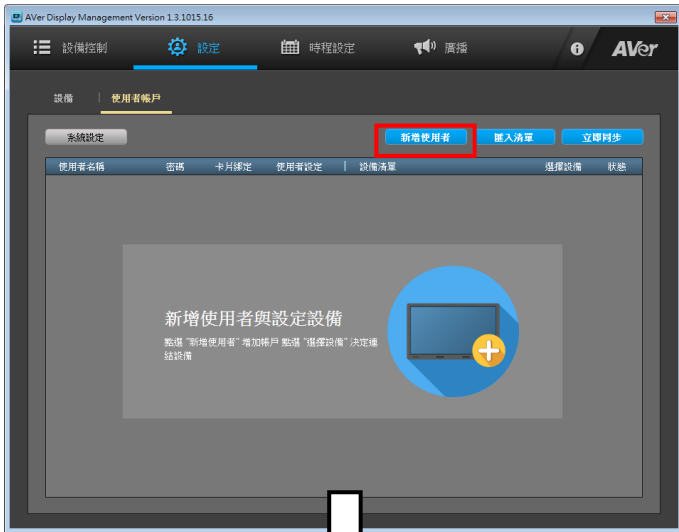 AVer Display Management Version 1.3.1015.16
設備控制 設定 時程設定 廣播 AVer
設備 | 使用者帳戶
系統設定 新增使用者 匯入清單 立即同步
使用者名稱 密碼 卡片綁定 使用者設定 | 設備清單 選擇設備 狀態
新增使用者與設定設備
點選 "新增使用者" 增加帳戶 點選 "選擇設備" 決定連
結設備